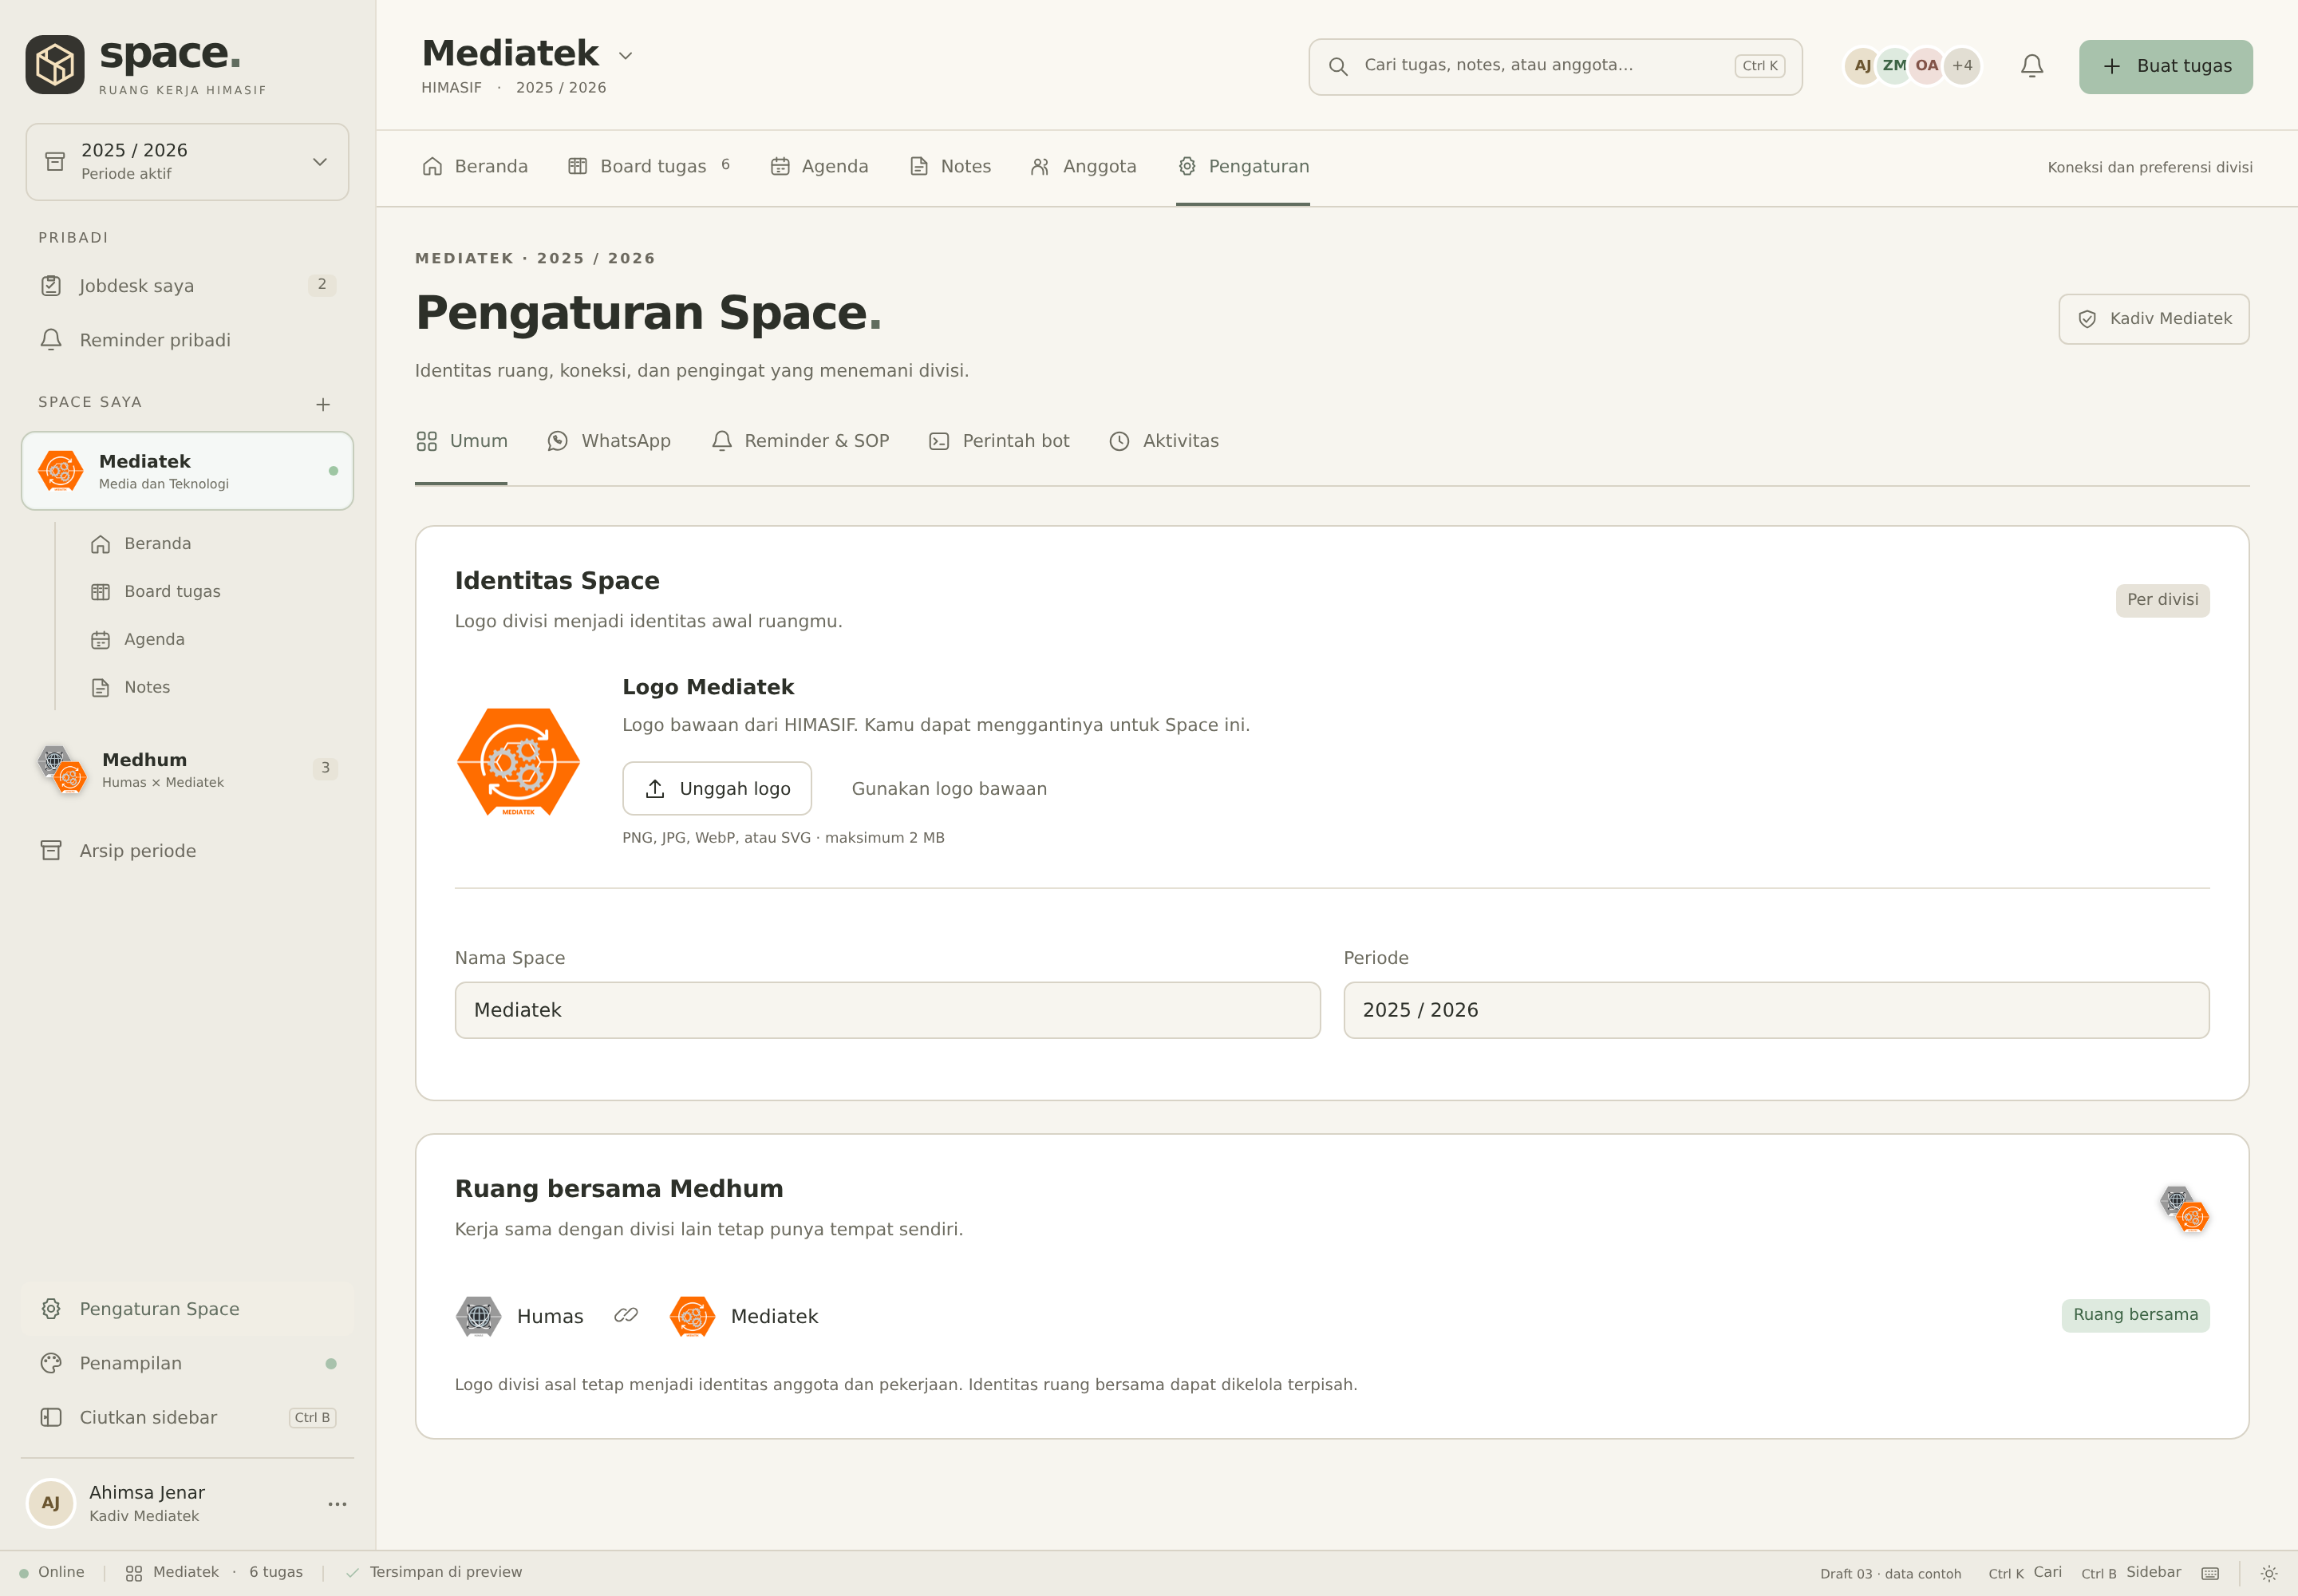 space.
RUANG KERJA HIMASIF
2025 / 2026
Periode aktif
PRIBADI
Jobdesk saya 2
Reminder pribadi
SPACE SAYA
Mediatek
Media dan Teknologi
Beranda
Board tugas
Agenda
Notes
Medhum
Humas × Mediatek
3
Arsip periode
Pengaturan Space
Penampilan
Ciutkan sidebar Ctrl B
AJ
Ahimsa Jenar
Kadiv Mediatek
Mediatek
HIMASIF · 2025 / 2026
Cari tugas, notes, atau anggota... Ctrl K
AJ ZM OA +4
Buat tugas
Beranda Board tugas 6 Agenda Notes Anggota Pengaturan
Koneksi dan preferensi divisi
MEDIATEK · 2025 / 2026
Pengaturan Space.
Identitas ruang, koneksi, dan pengingat yang menemani divisi.
Kadiv Mediatek
Umum WhatsApp Reminder & SOP Perintah bot Aktivitas
Identitas Space
Logo divisi menjadi identitas awal ruangmu.
Per divisi
MEDIATEK
Logo Mediatek
Logo bawaan dari HIMASIF. Kamu dapat menggantinya untuk Space ini.
Unggah logo Gunakan logo bawaan
PNG, JPG, WebP, atau SVG · maksimum 2 MB
Nama Space
Mediatek
Periode
2025 / 2026
Ruang bersama Medhum
Kerja sama dengan divisi lain tetap punya tempat sendiri.
Humas Mediatek
Ruang bersama
Logo divisi asal tetap menjadi identitas anggota dan pekerjaan. Identitas ruang bersama dapat dikelola terpisah.
Online Mediatek · 6 tugas Tersimpan di preview
Draft 03 · data contoh Ctrl K Cari Ctrl B Sidebar